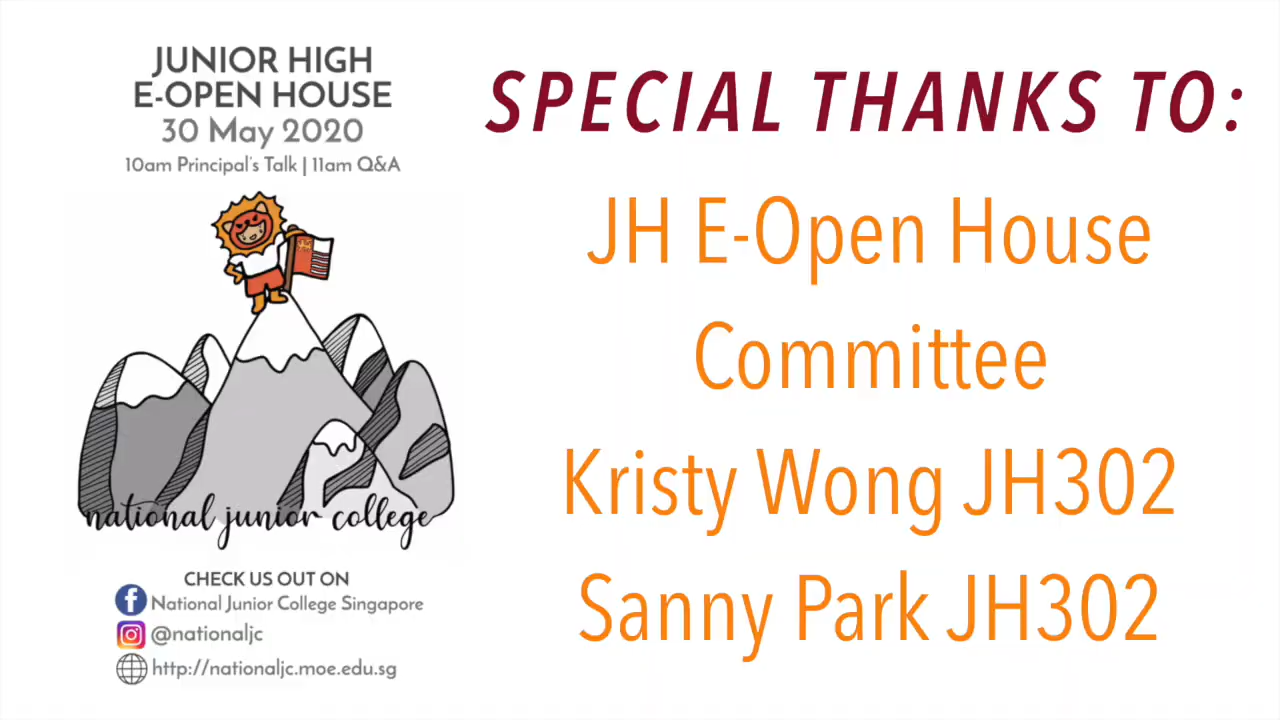 JUNIOR HIGH
E-OPEN HOUSE
30 May 2020
10am Principal's Talk | 11am Q&A
national junior college
CHECK US OUT ON
National Junior College Singapore
@nationaljc
http://nationaljc.moe.edu.sg
SPECIAL THANKS TO:
JH E-Open House
Committee
Kristy Wong JH302
Sanny Park JH302